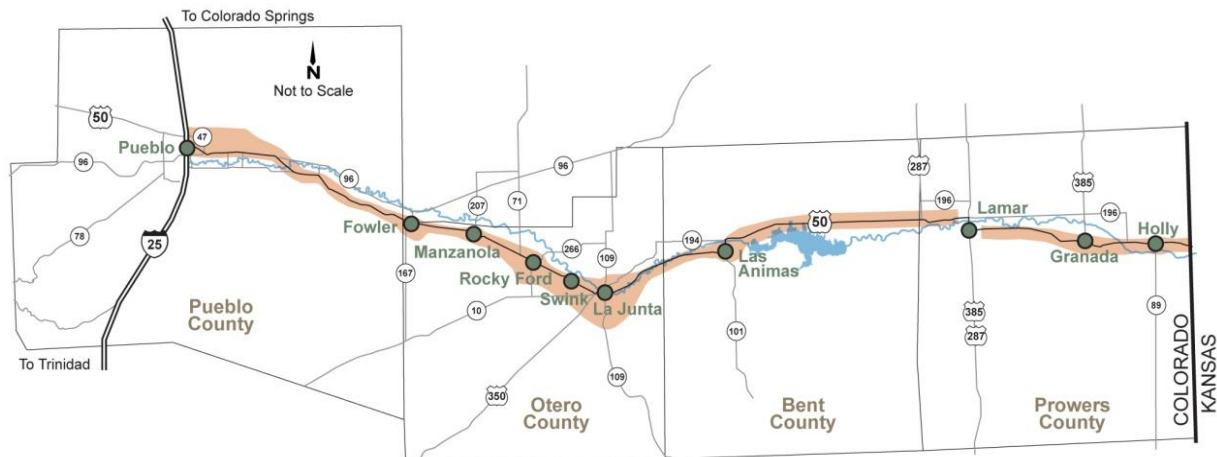 To Colorado Springs
N
Not to Scale
50
47
Pueblo
96
96
78
25
To Trinidad
Pueblo
County
Fowler
167
207
71
96
Manzanola
266
109
194
Rocky Ford
Swink
La Junta
10
350
109
Otero
County
Las
Animas
101
50
Bent
County
287
196
Lamar
385
196
Granada
Holly
385
287
89
Prowers
County
COLORADO
KANSAS